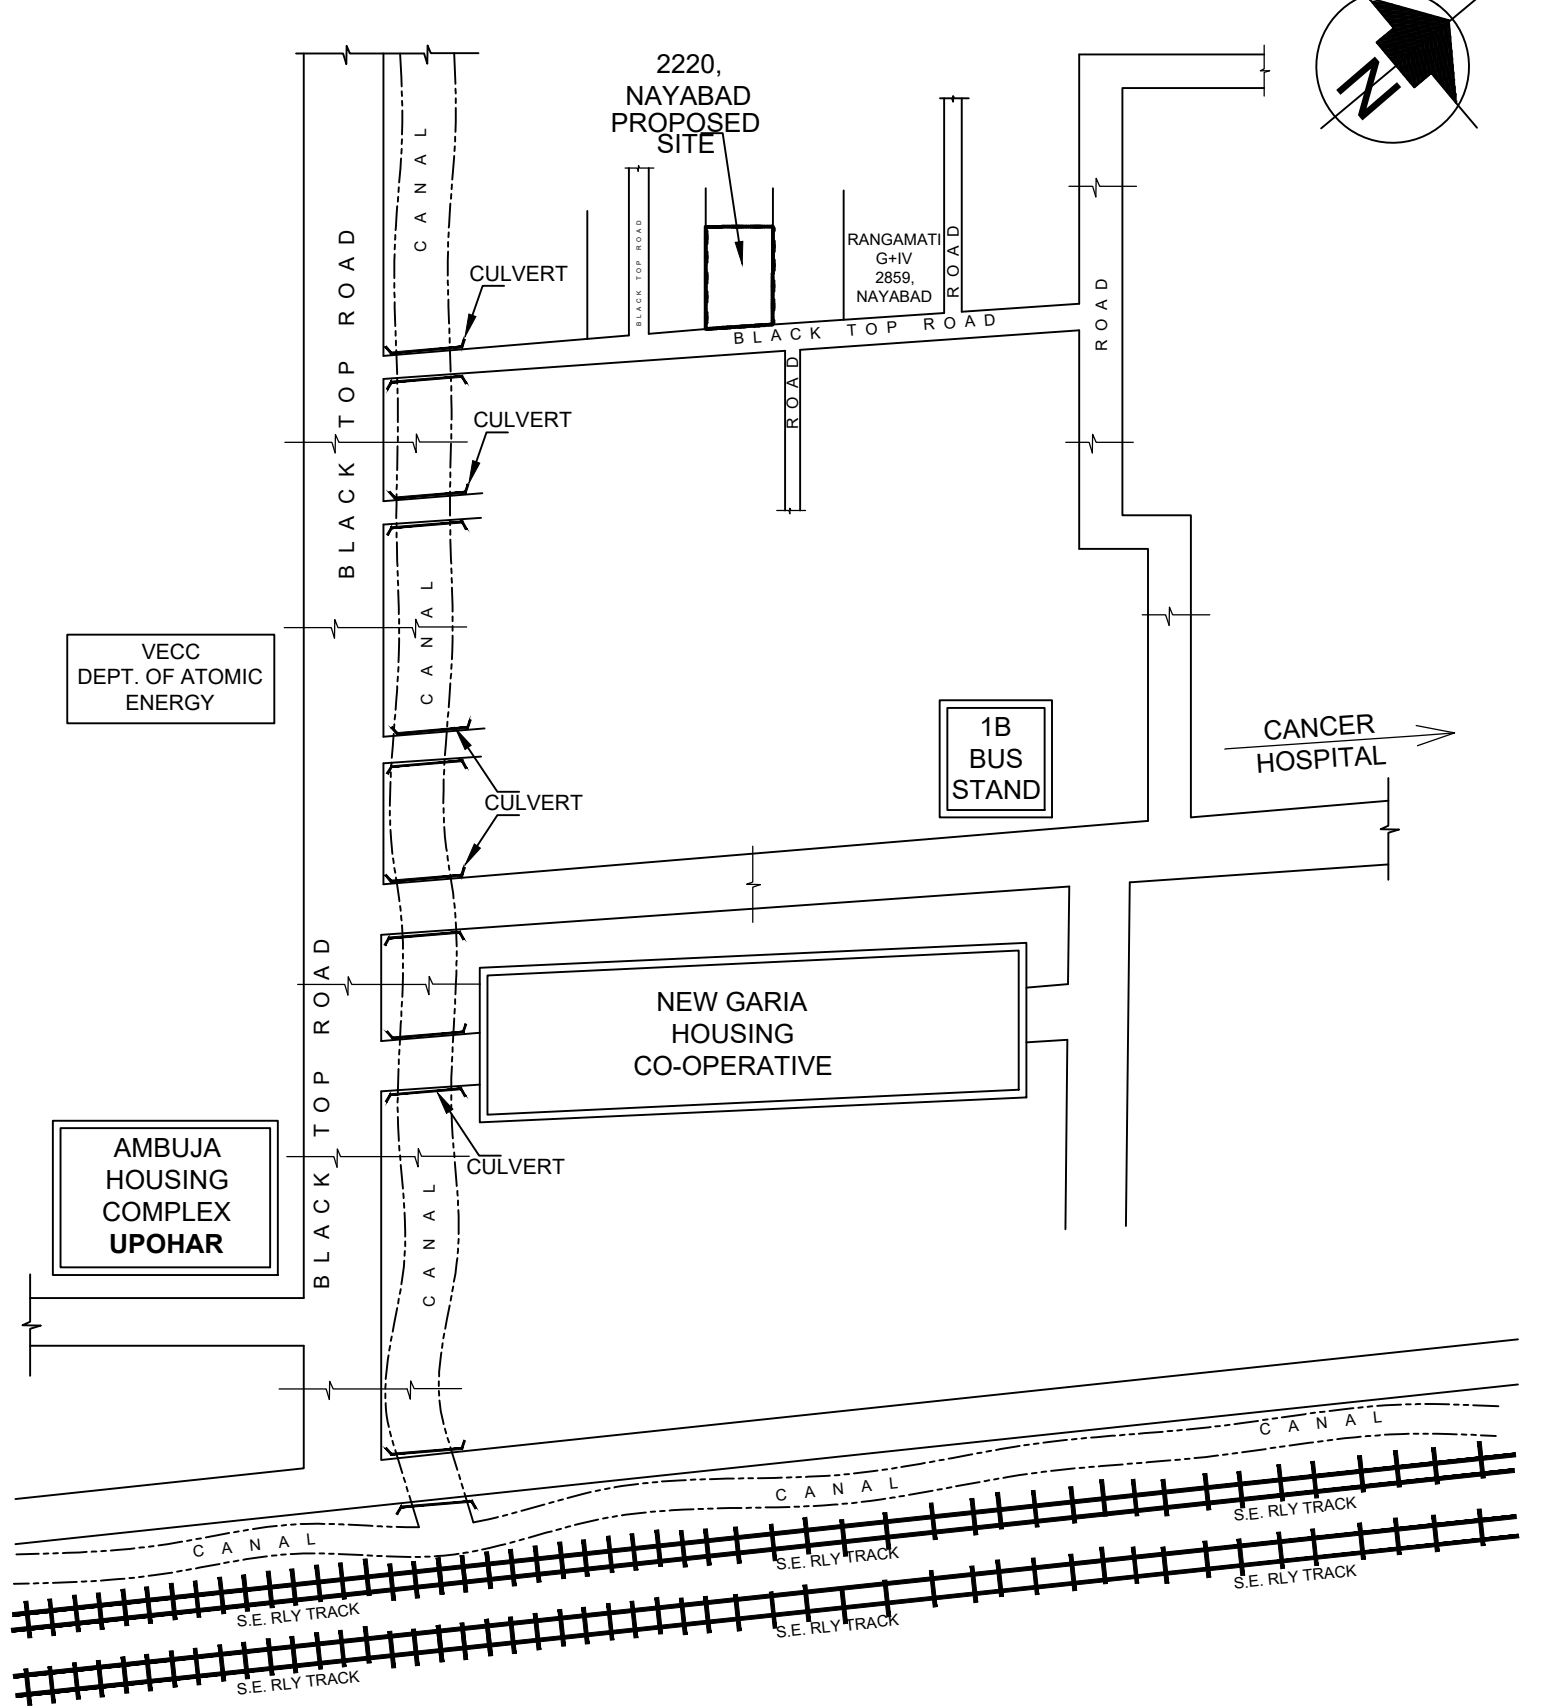 N
2220,
NAYABAD
PROPOSED
SITE
CANAL
BLACK TOP ROAD
BLACK TOP ROAD
ROAD
RANGAMATI
G+IV
2859,
NAYABAD
ROAD
CULVERT
BLACK TOP ROAD
ROAD
CULVERT
CANAL
VECC
DEPT. OF ATOMIC
ENERGY
1B
BUS
STAND
CANCER
HOSPITAL
CULVERT
BLACK TOP ROAD
NEW GARIA
HOUSING
CO-OPERATIVE
AMBUJA
HOUSING
COMPLEX
UPOHAR
CULVERT
CANAL
CANAL
CANAL
CANAL
S.E. RLY TRACK
S.E. RLY TRACK
S.E. RLY TRACK
S.E. RLY TRACK
S.E. RLY TRACK
S.E. RLY TRACK